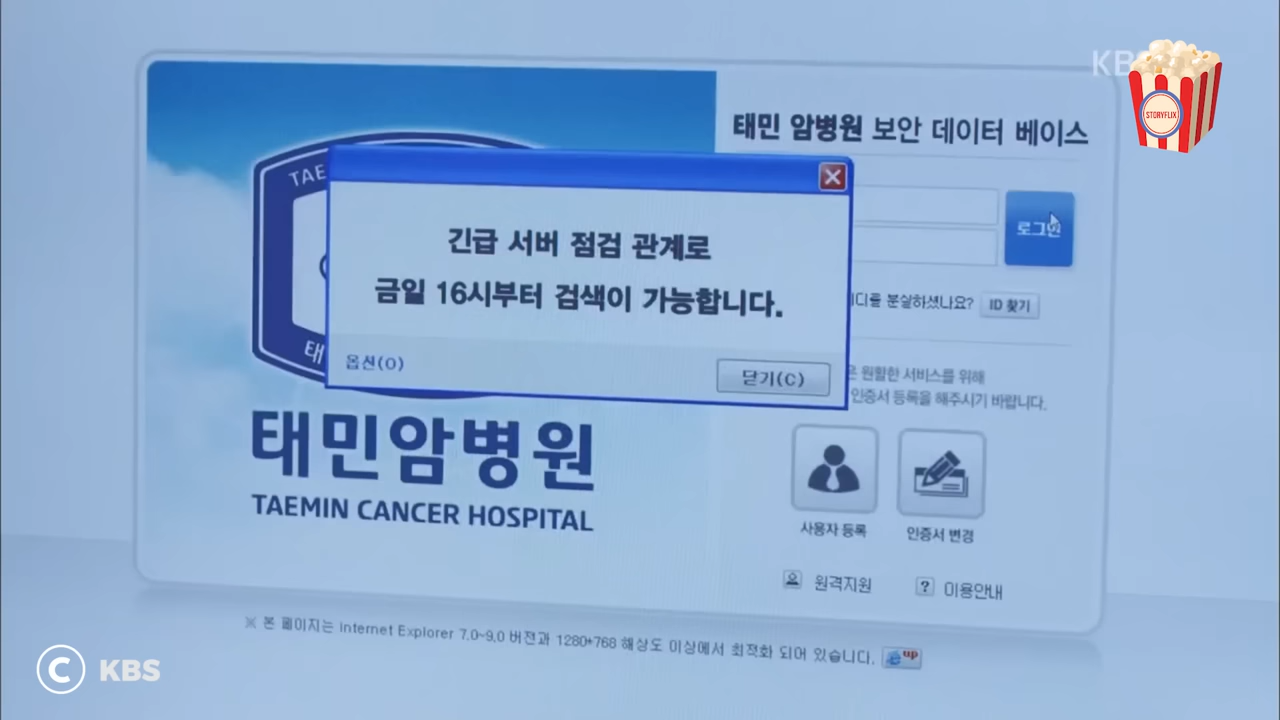 KB
STORYFLIX
태민 암병원 보안 데이터 베이스
TAE
긴급 서버 점검 관계로
금일 16시부터 검색이 가능합니다.
옵션(O)
닫기(C)
로그인
디를 분실하셨나요?
ID 찾기
원활한 서비스를 위해
인증서 등록을 해주시기 바랍니다.
태
태민암병원
TAEMIN CANCER HOSPITAL
사용자 등록
인증서 변경
원격지원
? 이용안내
※ 본 페이지는 Internet Explorer 7.0~9.0 버젼과 1280*768 해상도 이상에서 최적화 되어 있습니다.
up
C KBS